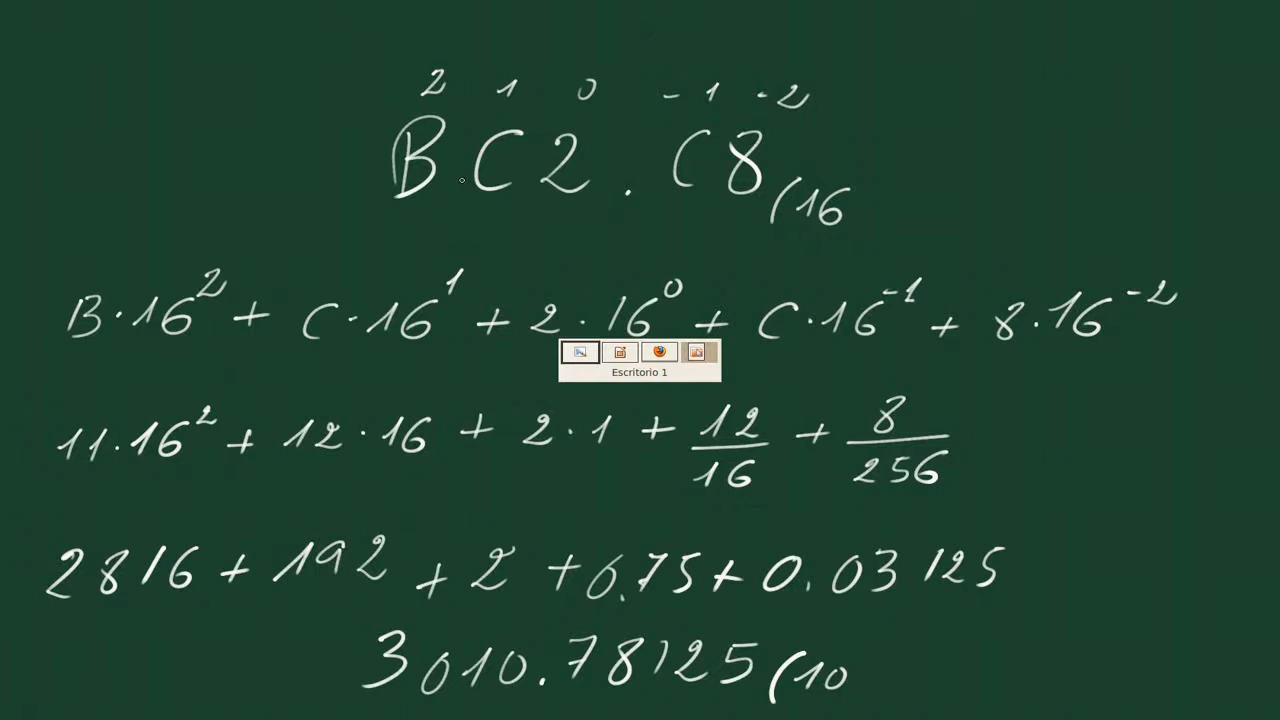 2 1 0 -1 -2
BC2.C8(16
B·16^2 + C·16^1 + 2·16^0 + C·16^-1 + 8·16^-2
Escritorio 1
11·16^2 + 12·16 + 2·1 + 12/16 + 8/256
2816 + 192 + 2 + 0.75 + 0.03125
3010.78125(10